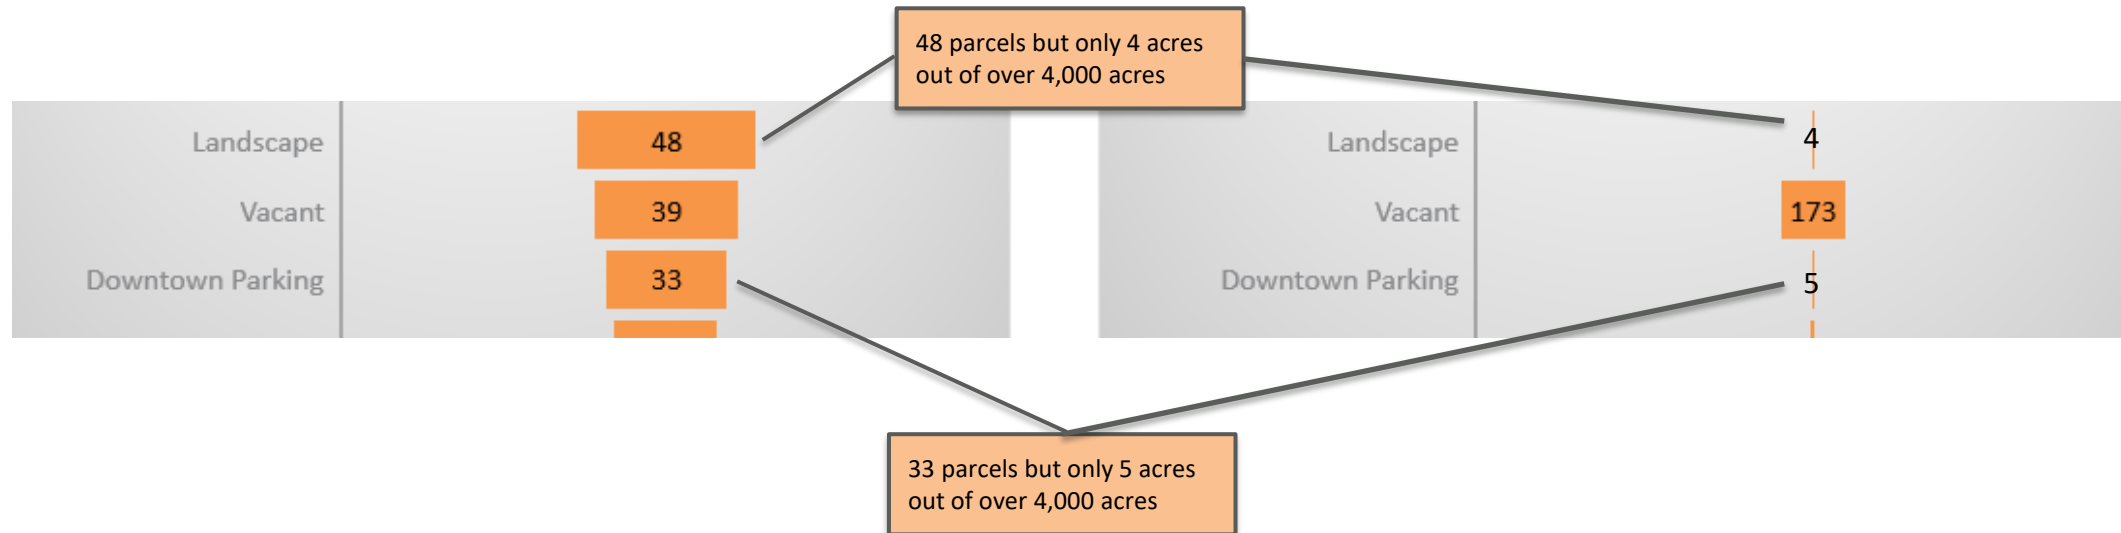 48 parcels but only 4 acres
out of over 4,000 acres
Landscape
48
Vacant
39
Downtown Parking
33
Landscape
4
Vacant
173
Downtown Parking
5
33 parcels but only 5 acres
out of over 4,000 acres